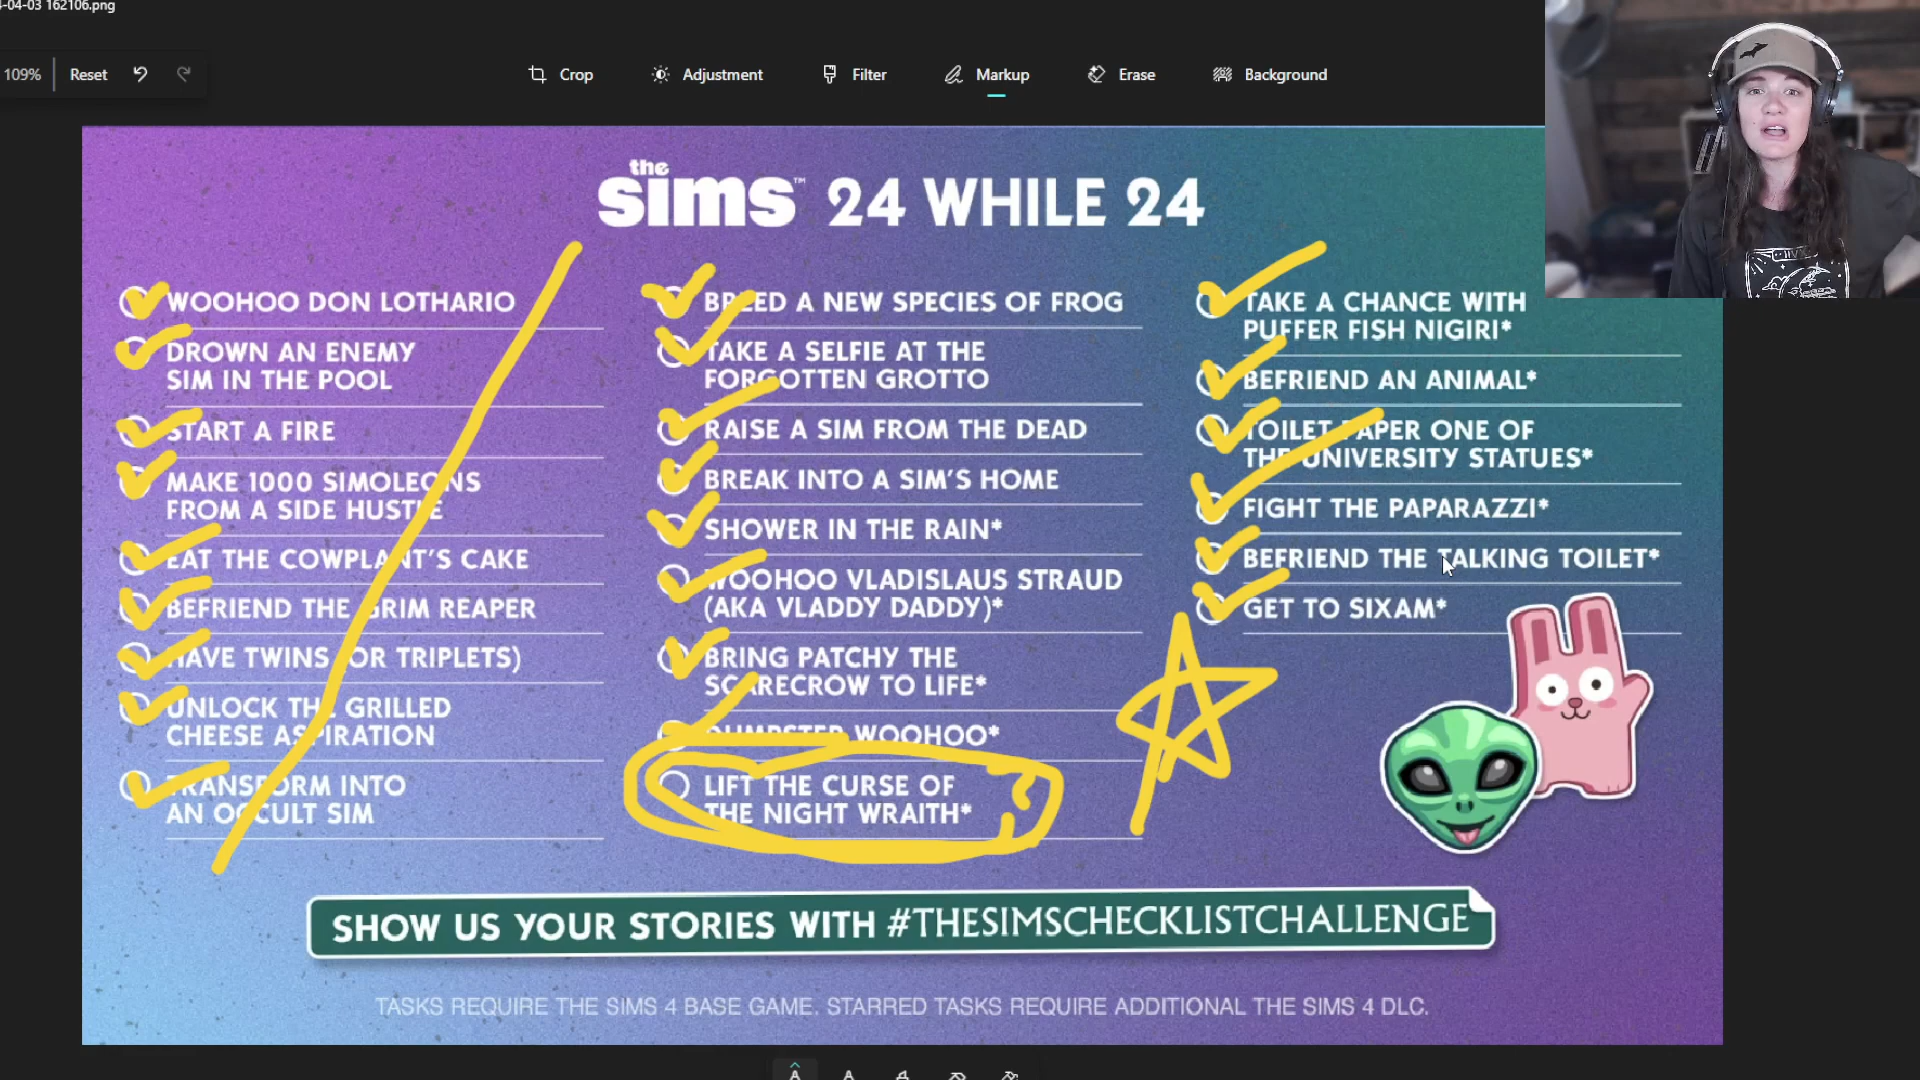 -04-03 162106.png
109%
Reset
Crop
Adjustment
Filter
Markup
Erase
Background
the
sims™ 24 WHILE 24
WOOHOO DON LOTHARIO
DROWN AN ENEMY
SIM IN THE POOL
START A FIRE
MAKE 1000 SIMOLEONS
FROM A SIDE HUSTLE
EAT THE COWPLANT'S CAKE
BEFRIEND THE GRIM REAPER
HAVE TWINS (OR TRIPLETS)
UNLOCK THE GRILLED
CHEESE ASPIRATION
TRANSFORM INTO
AN OCCULT SIM
BREED A NEW SPECIES OF FROG
TAKE A SELFIE AT THE
FORGOTTEN GROTTO
RAISE A SIM FROM THE DEAD
BREAK INTO A SIM'S HOME
SHOWER IN THE RAIN*
WOOHOO VLADISLAUS STRAUD
(AKA VLADDY DADDY)*
BRING PATCHY THE
SCARECROW TO LIFE*
DUMPSTER WOOHOO*
LIFT THE CURSE OF
THE NIGHT WRAITH*
TAKE A CHANCE WITH
PUFFER FISH NIGIRI*
BEFRIEND AN ANIMAL*
TOILET PAPER ONE OF
THE UNIVERSITY STATUES*
FIGHT THE PAPARAZZI*
BEFRIEND THE TALKING TOILET*
GET TO SIXAM*
SHOW US YOUR STORIES WITH #THESIMSCHECKLISTCHALLENGE
TASKS REQUIRE THE SIMS 4 BASE GAME. STARRED TASKS REQUIRE ADDITIONAL THE SIMS 4 DLC.